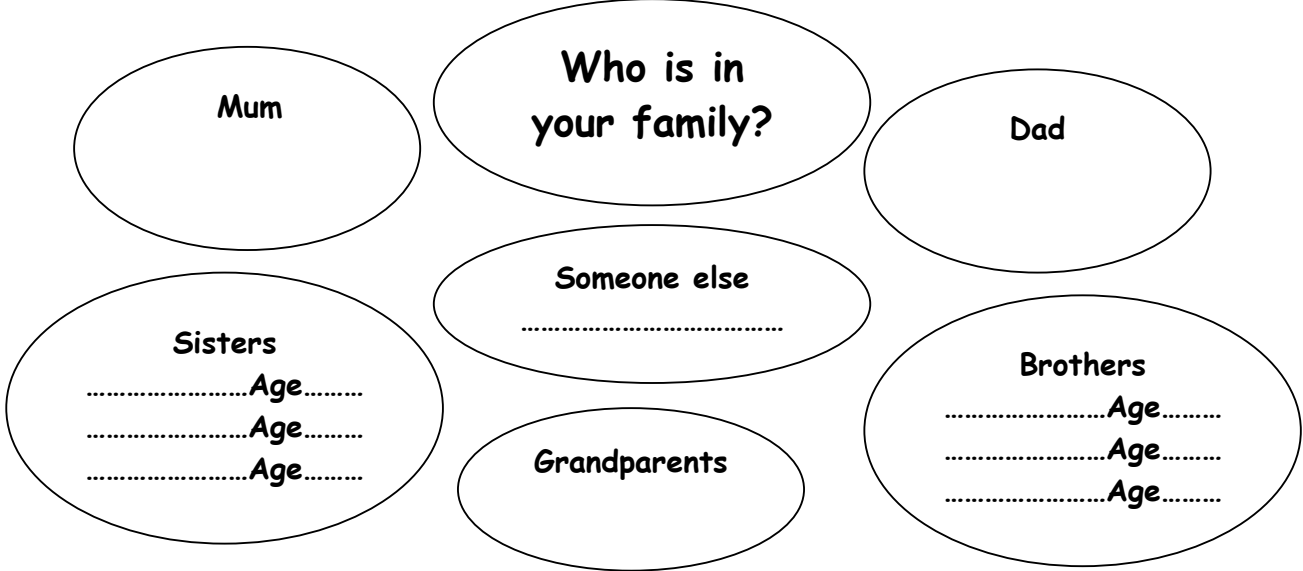 Who is in
your family?
Mum
Dad
Someone else
……………………………………
Sisters
……………………Age………
……………………Age………
……………………Age………
Brothers
……………………Age………
……………………Age………
……………………Age………
Grandparents